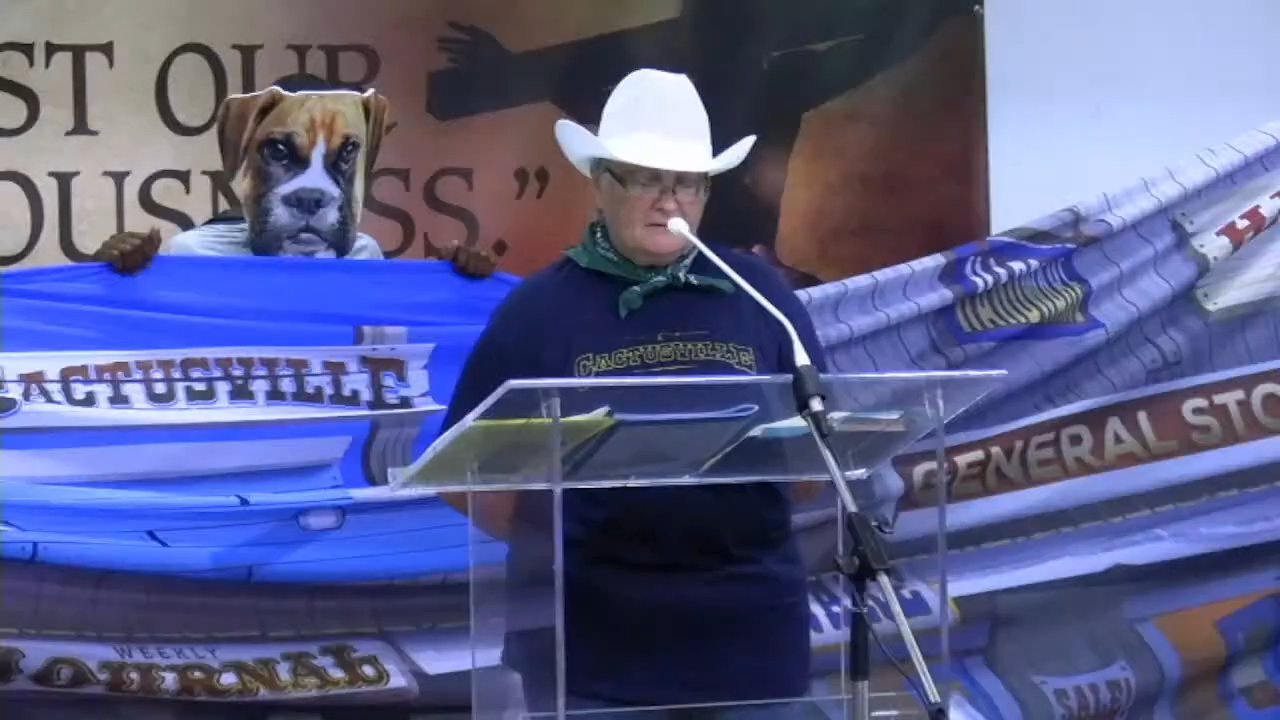 ST OUR
OUSNESS.”
CACTUSVILLE
CACTUSVILLE
GENERAL STO
WEEKLY
JOURNAL
SALE!